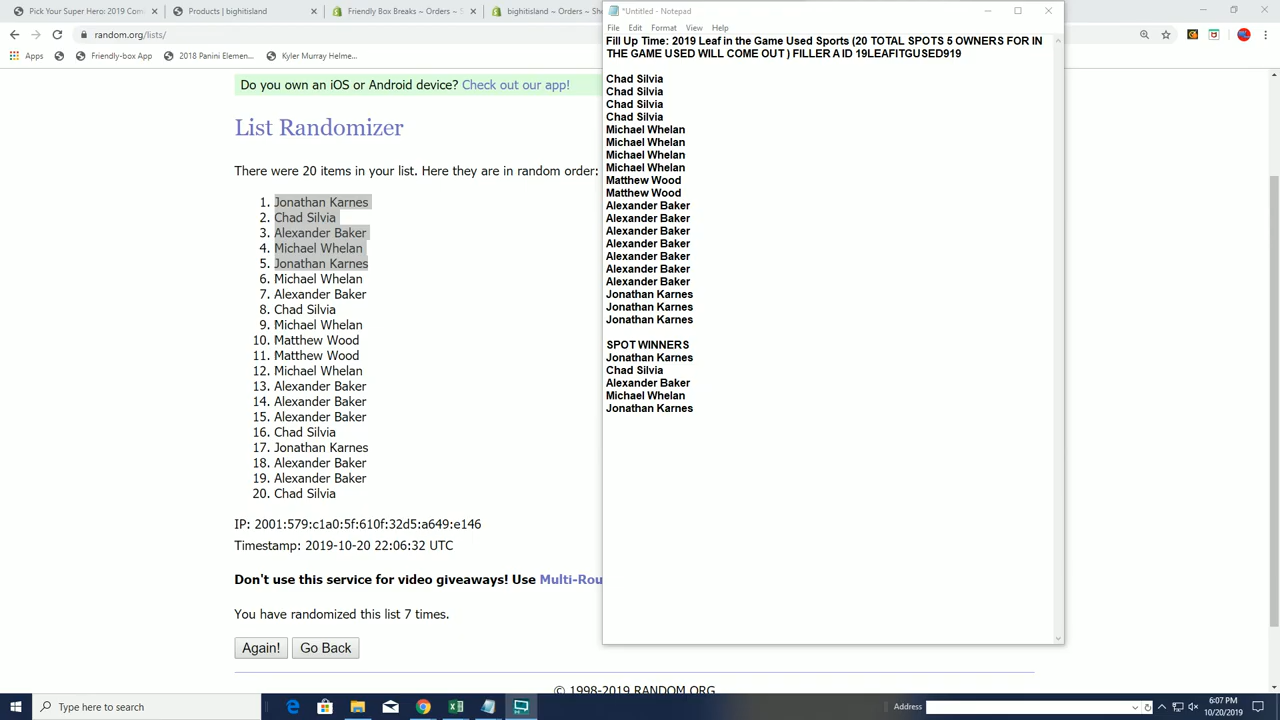 Pick Your Super Hero: 2019 Com
Products | bighitisland
Friendly Box Breaks ~ Orders ~
bighitisland ~ Orders ~ Sh
random.org/lists/
Apps
Friendly-box App
2018 Panini Elemen...
Kyler Murray Helme...
Do you own an iOS or Android device? Check out our app!
List Randomizer
There were 20 items in your list. Here they are in random order:
1. Jonathan Karnes
2. Chad Silvia
3. Alexander Baker
4. Michael Whelan
5. Jonathan Karnes
6. Michael Whelan
7. Alexander Baker
8. Chad Silvia
9. Michael Whelan
10. Matthew Wood
11. Matthew Wood
12. Michael Whelan
13. Alexander Baker
14. Alexander Baker
15. Alexander Baker
16. Chad Silvia
17. Jonathan Karnes
18. Alexander Baker
19. Alexander Baker
20. Chad Silvia
IP: 2001:579:c1a0:5f:610f:32d5:a649:e146
Timestamp: 2019-10-20 22:06:32 UTC
Don't use this service for video giveaways! Use Multi-Rou
You have randomized this list 7 times.
Again! Go Back
© 1998-2019 RANDOM.ORG
*Untitled - Notepad
File Edit Format View Help
Fill Up Time: 2019 Leaf in the Game Used Sports (20 TOTAL SPOTS 5 OWNERS FOR IN
THE GAME USED WILL COME OUT ) FILLER A ID 19LEAFITGUSED919
Chad Silvia
Chad Silvia
Chad Silvia
Chad Silvia
Michael Whelan
Michael Whelan
Michael Whelan
Michael Whelan
Matthew Wood
Matthew Wood
Alexander Baker
Alexander Baker
Alexander Baker
Alexander Baker
Alexander Baker
Alexander Baker
Alexander Baker
Jonathan Karnes
Jonathan Karnes
Jonathan Karnes
SPOT WINNERS
Jonathan Karnes
Chad Silvia
Alexander Baker
Michael Whelan
Jonathan Karnes
Type here to search
Address
6:07 PM
10/20/2019